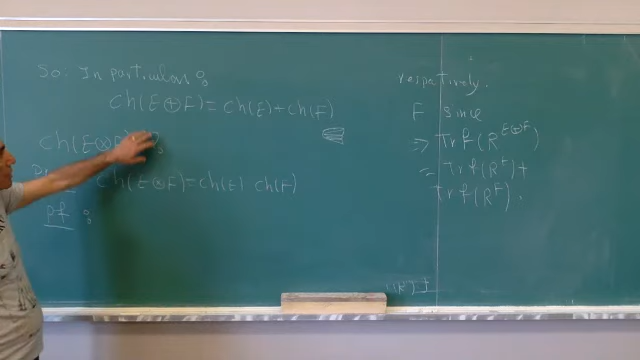 So. In particular :
Ch(E⊕F) = Ch(E) + Ch(F)
Ch(E⊗F)
Ch(E⊗F) = Ch(E) Ch(F)
pf :
respectively.
F since
⇒ Tr f(R^{E⊕F})
= Tr f(R^F) +
Tr f(R^F).